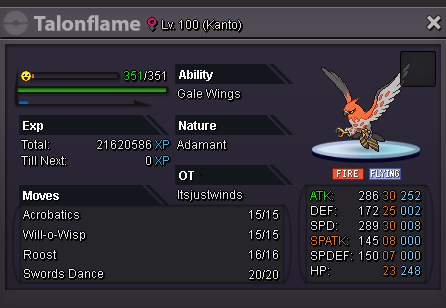 Talonflame Lv. 100 (Kanto)
351/351
Ability
Gale Wings
Exp
Total: 21620586 XP
Till Next: 0 XP
Nature
Adamant
OT
Itsjustwinds
FIRE FLYING
Moves
Acrobatics 15/15
Will-o-Wisp 15/15
Roost 16/16
Swords Dance 20/20
ATK: 286 30 252
DEF: 172 25 002
SPD: 289 30 008
SPATK: 145 08 000
SPDEF: 150 07 000
HP: 23 248